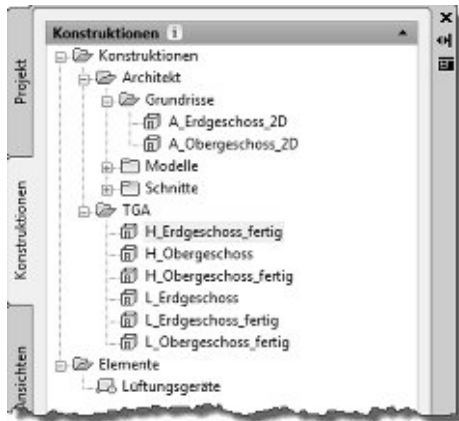 Konstruktionen i
Konstruktionen
Architekt
Grundrisse
A_Erdgeschoss_2D
A_Obergeschoss_2D
Modelle
Schnitte
TGA
H_Erdgeschoss_fertig
H_Obergeschoss
H_Obergeschoss_fertig
L_Erdgeschoss
L_Erdgeschoss_fertig
L_Obergeschoss_fertig
Elemente
Lüftungsgeräte
Projekt
Konstruktionen
Ansichten